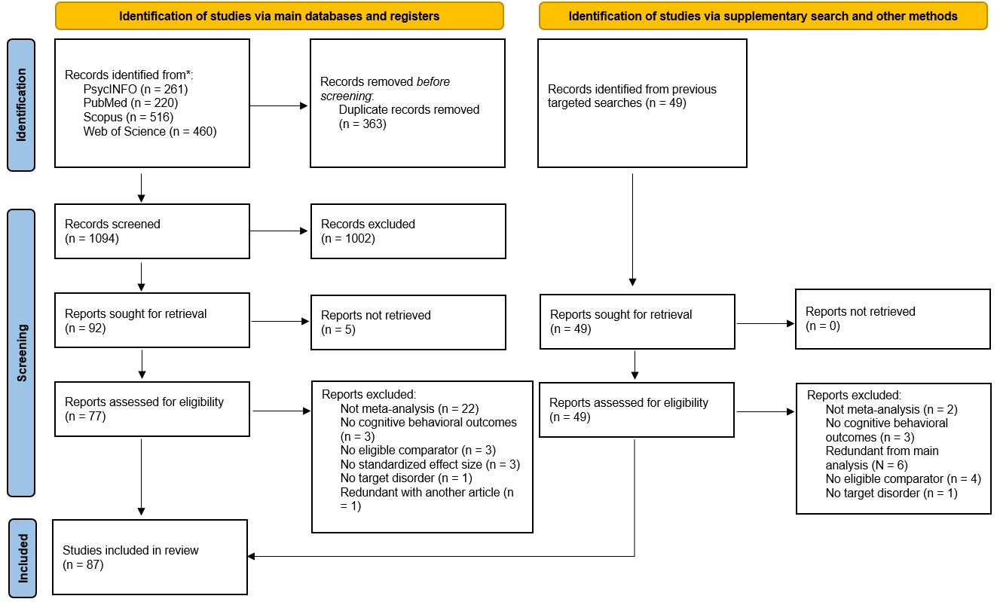 Identification of studies via main databases and registers
Identification of studies via supplementary search and other methods
Identification
Records identified from*:
PsycINFO (n = 261)
PubMed (n = 220)
Scopus (n = 516)
Web of Science (n = 460)
Records removed before
screening:
Duplicate records removed
(n = 363)
Records identified from previous
targeted searches (n = 49)
Screening
Records screened
(n = 1094)
Records excluded
(n = 1002)
Reports sought for retrieval
(n = 92)
Reports not retrieved
(n = 5)
Reports sought for retrieval
(n = 49)
Reports not retrieved
(n = 0)
Reports assessed for eligibility
(n = 77)
Reports excluded:
Not meta-analysis (n = 22)
No cognitive behavioral outcomes
(n = 3)
No eligible comparator (n = 3)
No standardized effect size (n = 3)
No target disorder (n = 1)
Redundant with another article (n
= 1)
Reports assessed for eligibility
(n = 49)
Reports excluded:
Not meta-analysis (n = 2)
No cognitive behavioral
outcomes (n = 3)
Redundant from main
analysis (N = 6)
No eligible comparator (n = 4)
No target disorder (n = 1)
Included
Studies included in review
(n = 87)